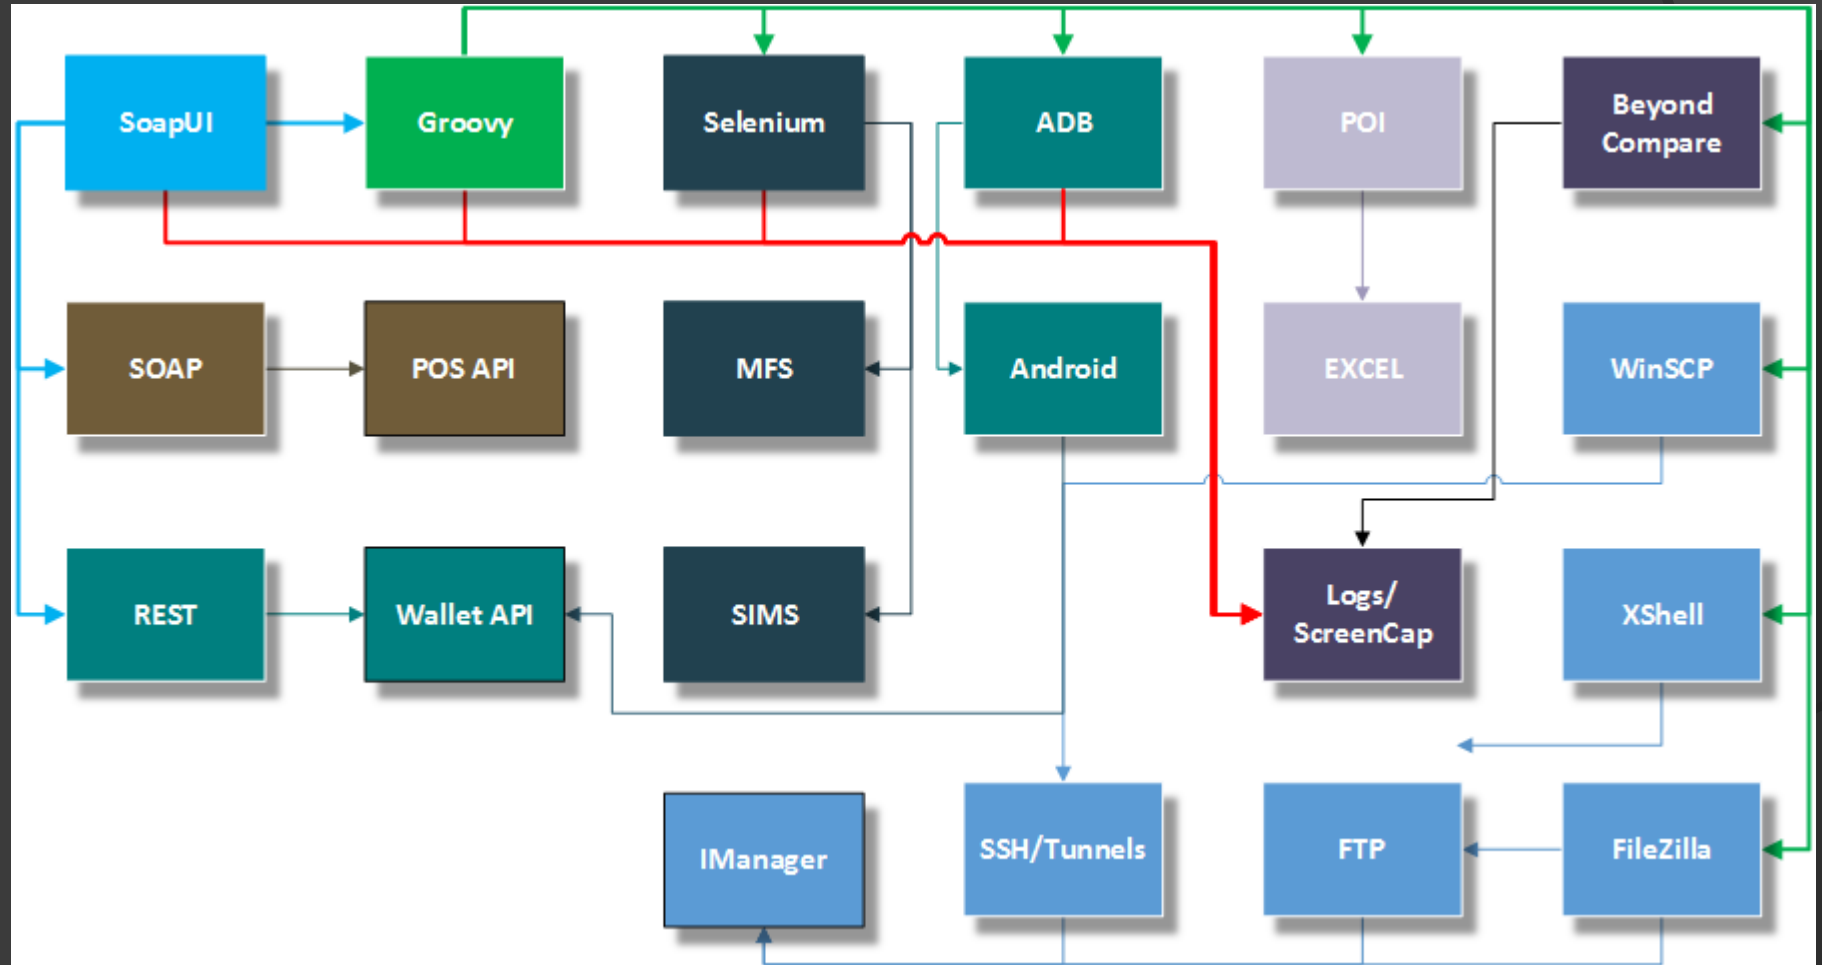 SoapUI
Groovy
Selenium
ADB
POI
Beyond
Compare
SOAP
POS API
MFS
Android
EXCEL
WinSCP
REST
Wallet API
SIMS
Logs/
ScreenCap
XShell
IManager
SSH/Tunnels
FTP
FileZilla